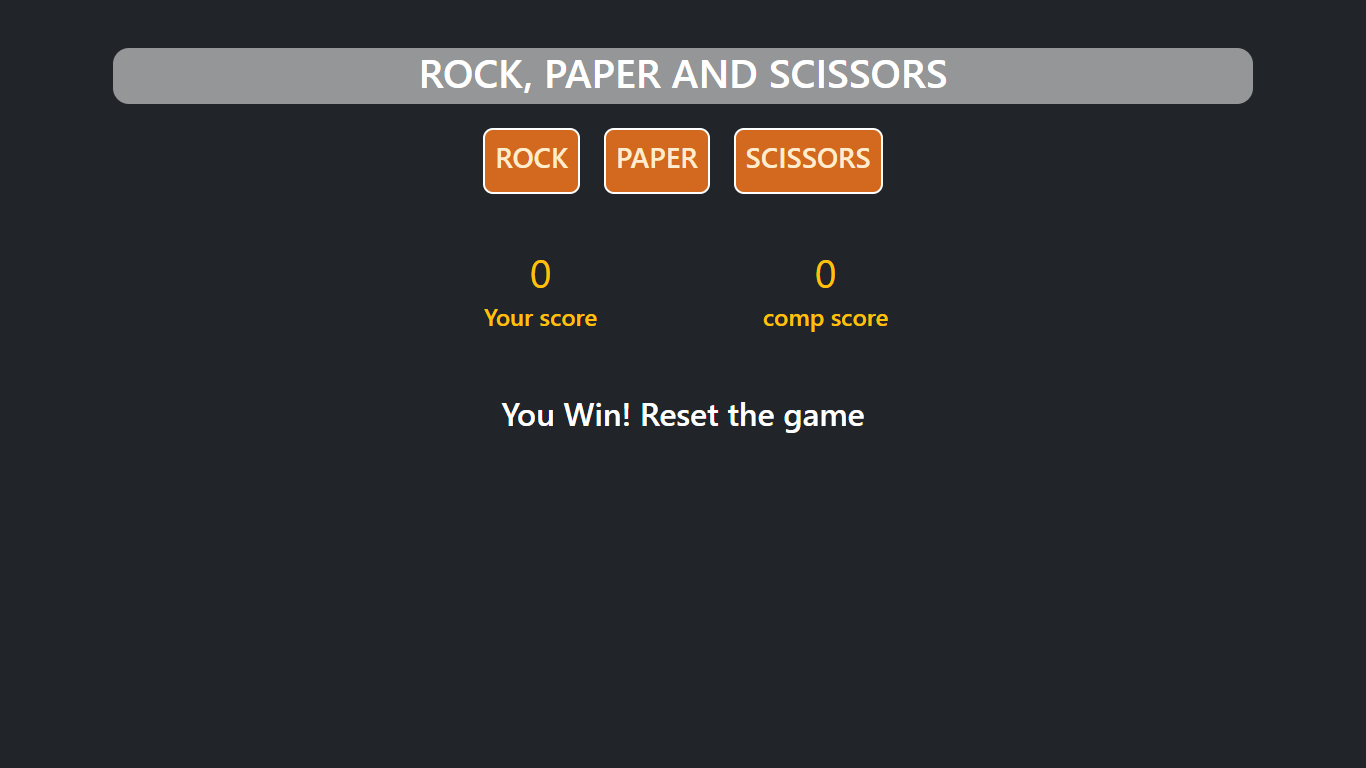 ROCK, PAPER AND SCISSORS
ROCK PAPER SCISSORS
0 0
Your score comp score
You Win! Reset the game